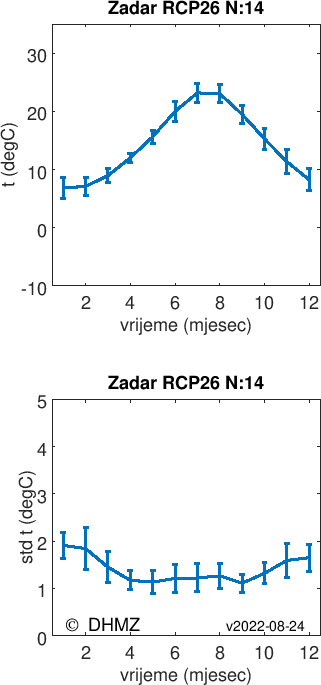 Zadar RCP26 N:14
30
20
10
0
-10
t (degC)
2 4 6 8 10 12
vrijeme (mjesec)
Zadar RCP26 N:14
5
4
3
2
1
0
std t (degC)
© DHMZ v2022-08-24
2 4 6 8 10 12
vrijeme (mjesec)